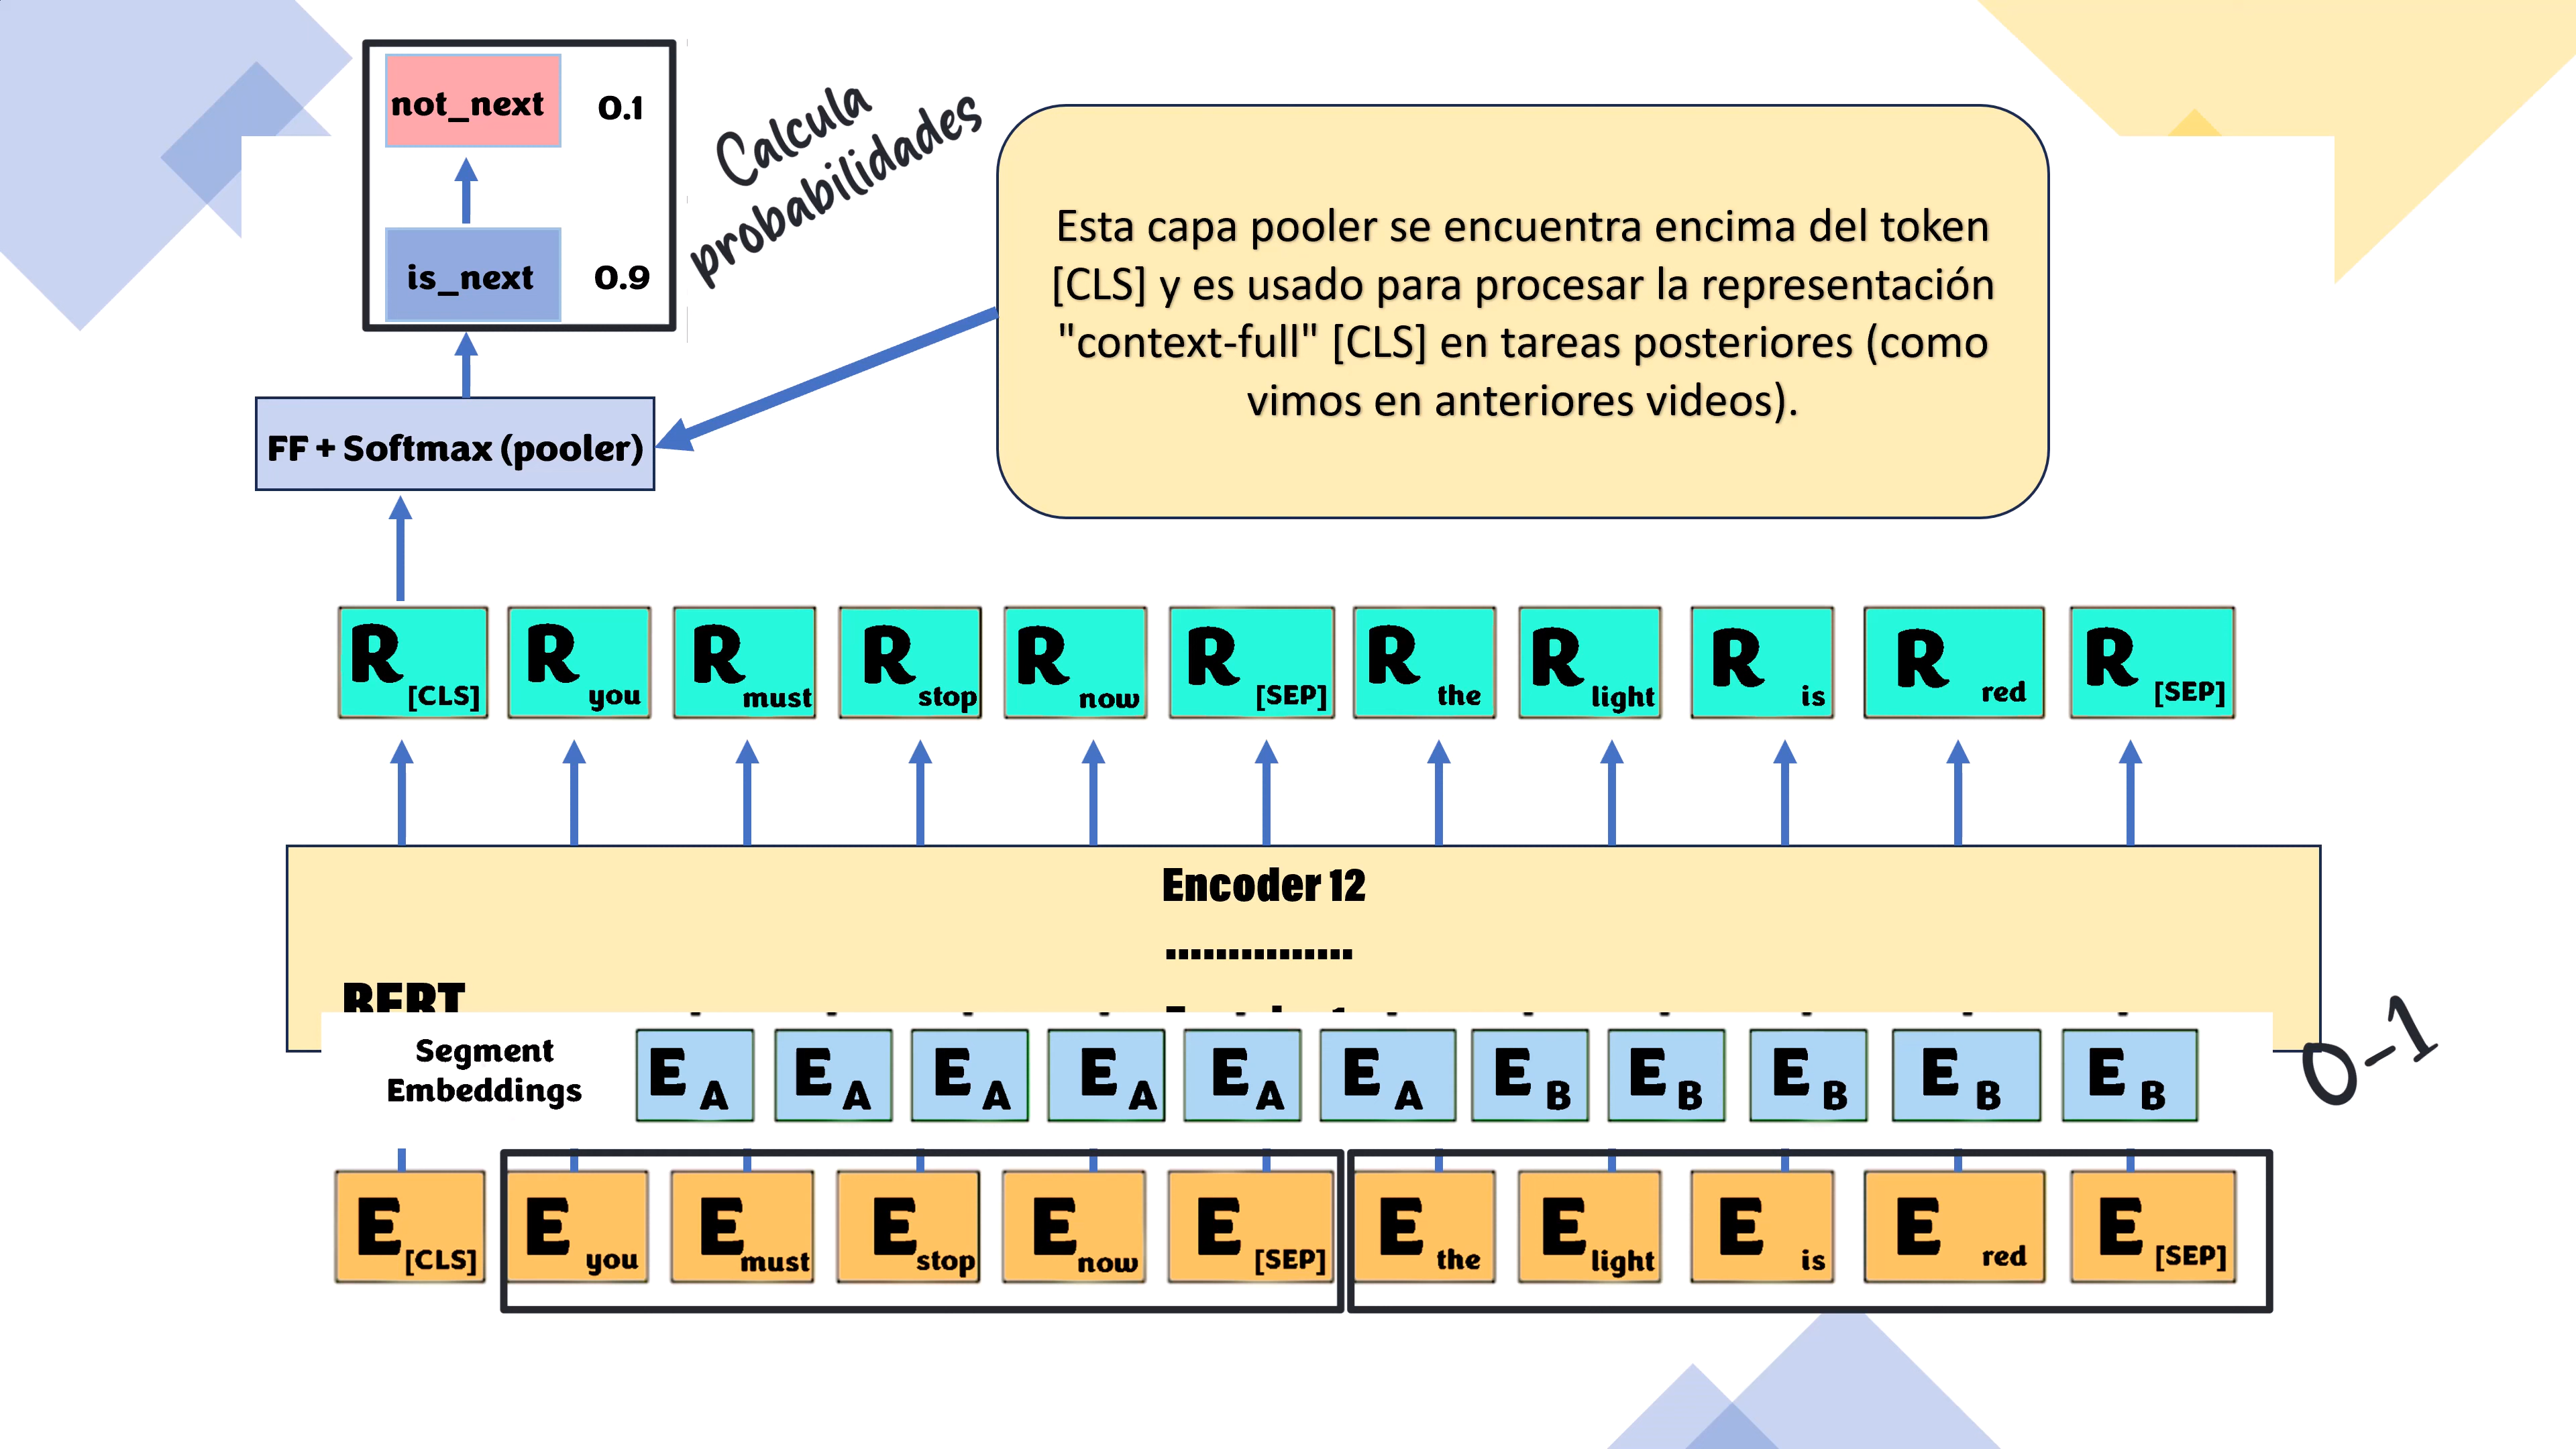 not_next 0.1
is_next 0.9
Calcula
probabilidades
Esta capa pooler se encuentra encima del token
[CLS] y es usado para procesar la representación
"context-full" [CLS] en tareas posteriores (como
vimos en anteriores videos).
FF + Softmax (pooler)
R [CLS] R you R must R stop R now R [SEP] R the R light R is R red R [SEP]
Encoder 12
...............
BERT
Segment
Embeddings
E A E A E A E A E A E A E B E B E B E B E B
0-1
E [CLS] E you E must E stop E now E [SEP] E the E light E is E red E [SEP]